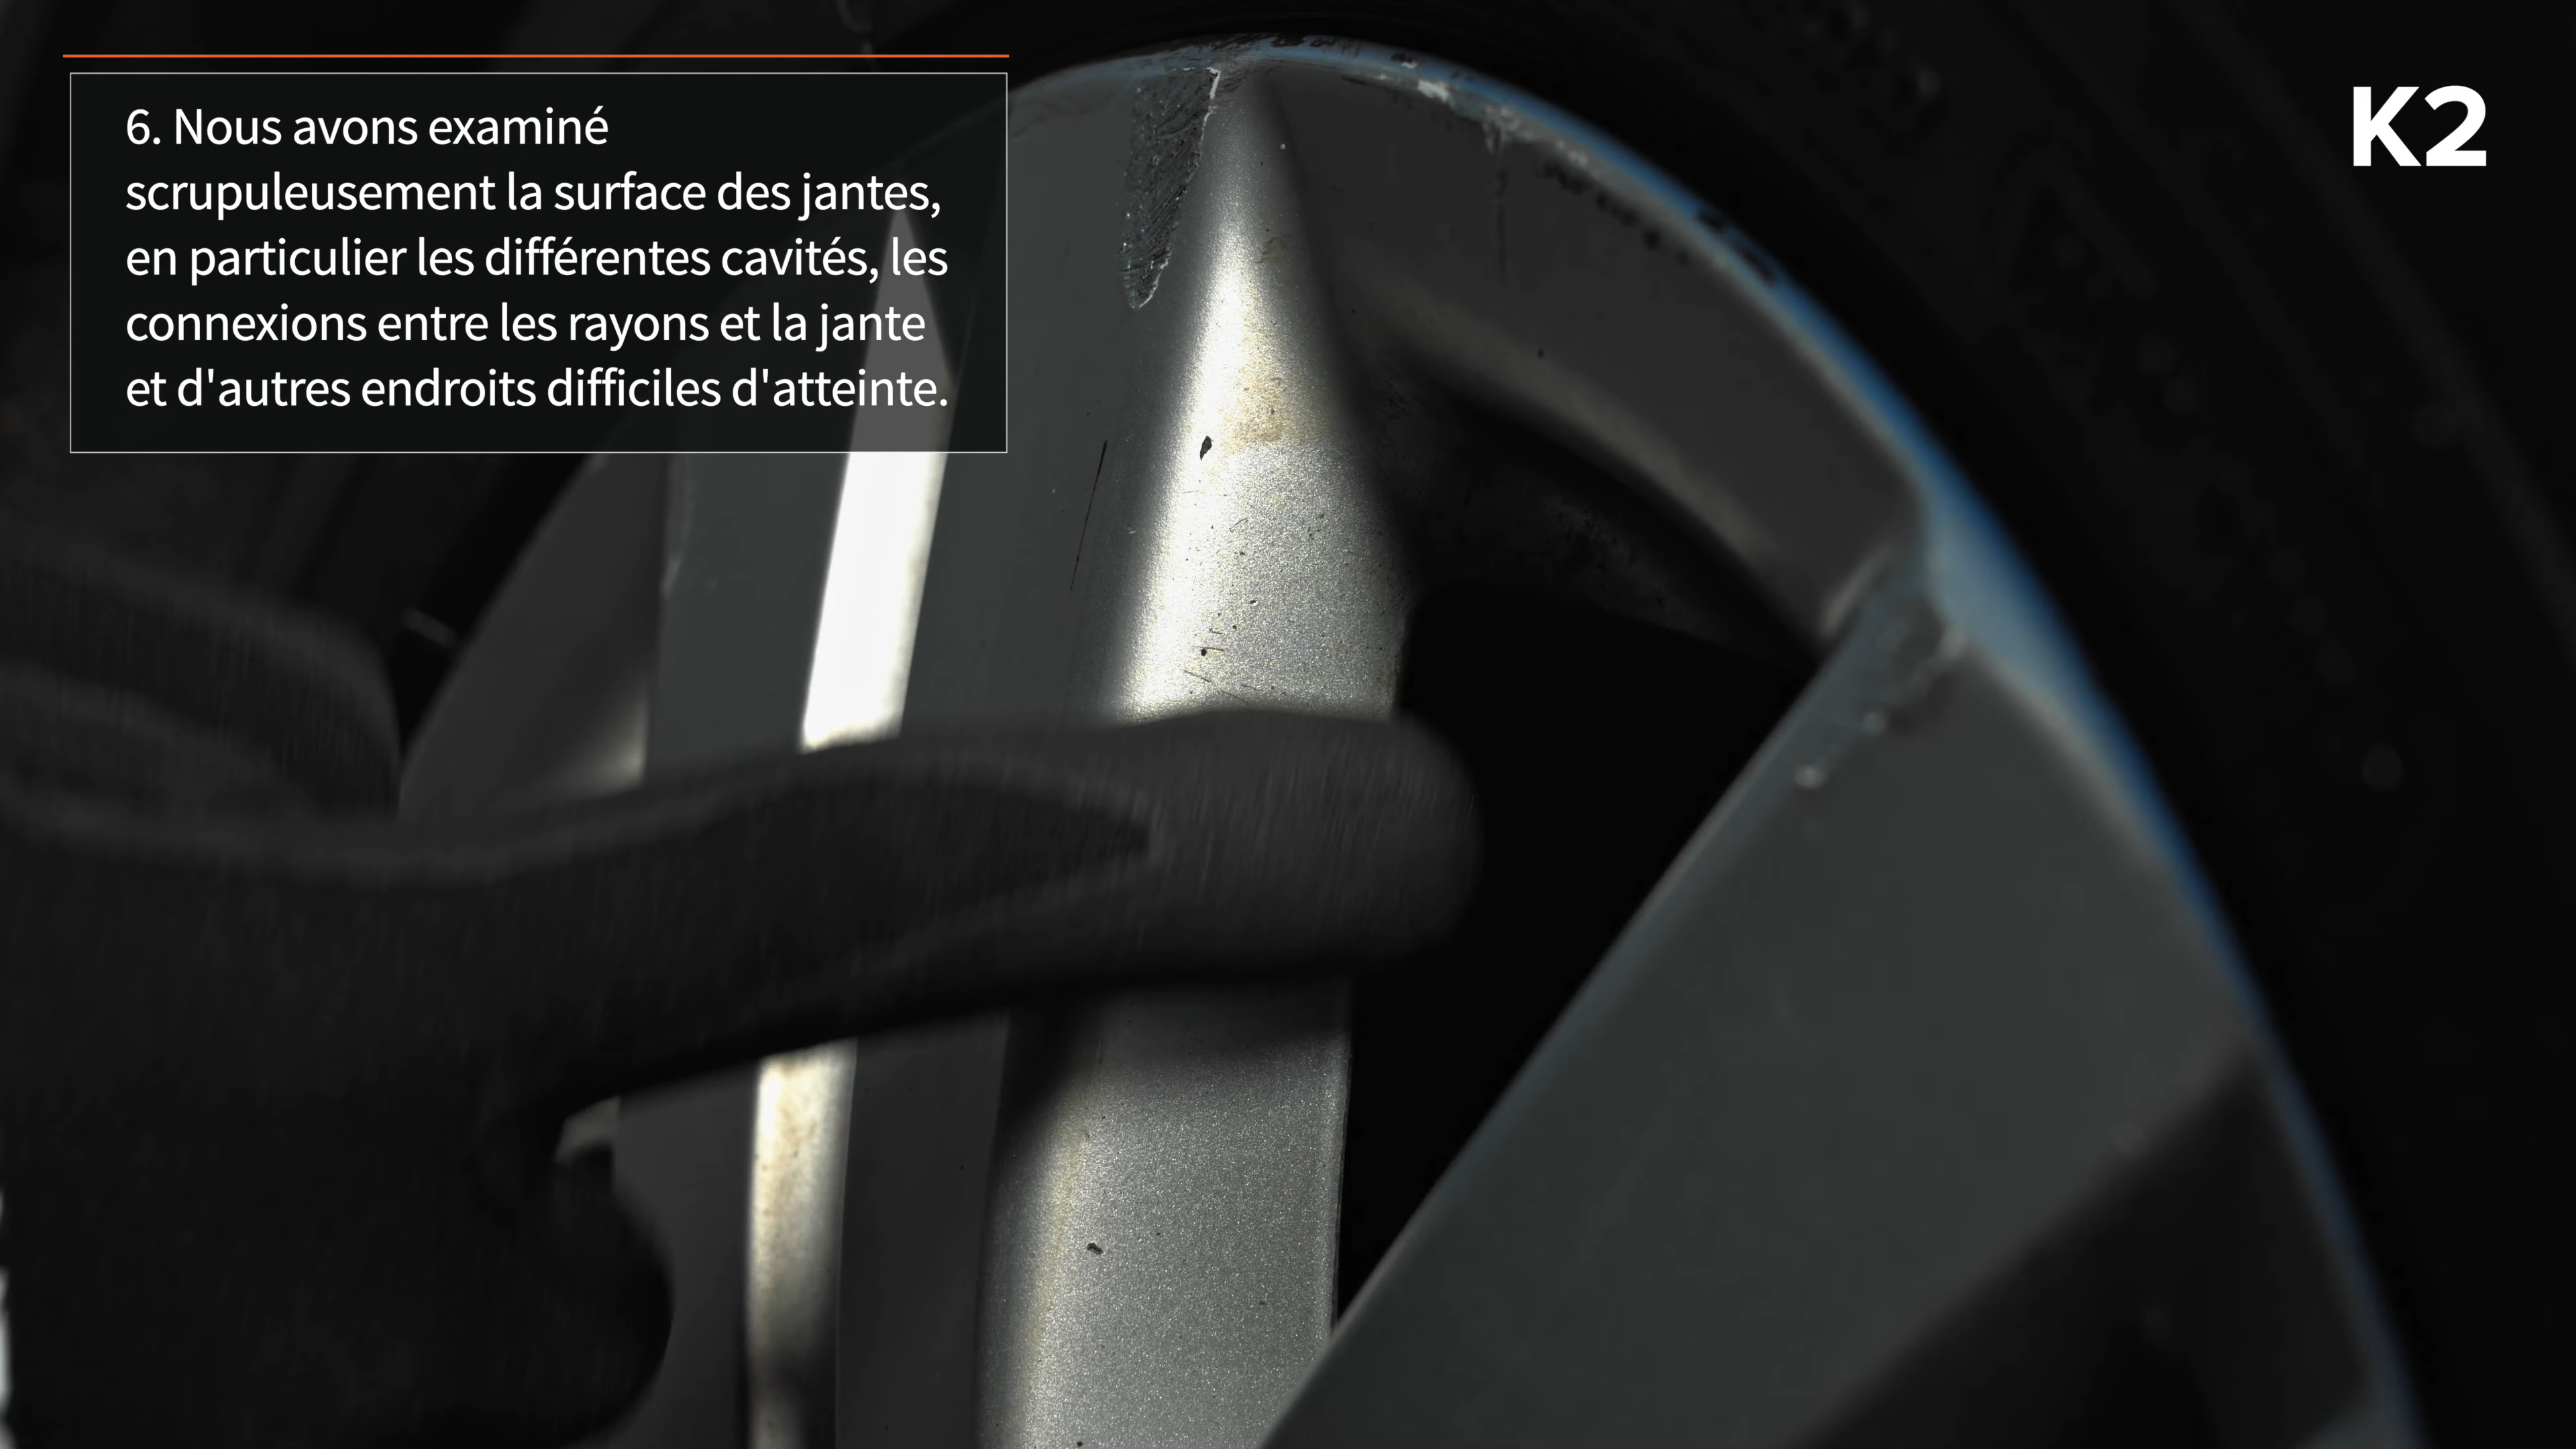 6. Nous avons examiné
scrupuleusement la surface des jantes,
en particulier les différentes cavités, les
connexions entre les rayons et la jante
et d'autres endroits difficiles d'atteinte.
K2